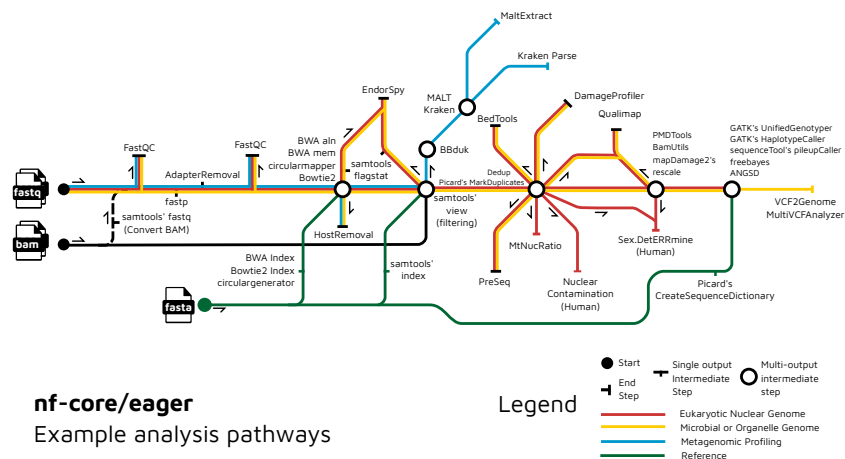 MaltExtract
Kraken Parse
EndorSpy
MALT
Kraken
DamageProfiler
BedTools
Qualimap
FastQC
FastQC
AdapterRemoval
BWA aln
BWA mem
circularmapper
Bowtie2
samtools
flagstat
BBduk
Dedup
Picard's MarkDuplicates
PMDTools
BamUtils
mapDamage2's
rescale
GATK's UnifiedGenotyper
GATK's HaplotypeCaller
sequenceTool's pileupCaller
freebayes
ANGSD
fastq
fastp
samtools' fastq
(Convert BAM)
bam
HostRemoval
samtools'
view
(filtering)
VCF2Genome
MultiVCFAnalyzer
MtNucRatio
Sex.DetERRmine
(Human)
BWA Index
Bowtie2 Index
circulargenerator
samtools'
index
PreSeq
Nuclear
Contamination
(Human)
Picard's
CreateSequenceDictionary
fasta
nf-core/eager
Example analysis pathways
Legend
Start
End
Step
Single output
Intermediate
Step
Multi-output
intermediate
step
Eukaryotic Nuclear Genome
Microbial or Organelle Genome
Metagenomic Profiling
Reference